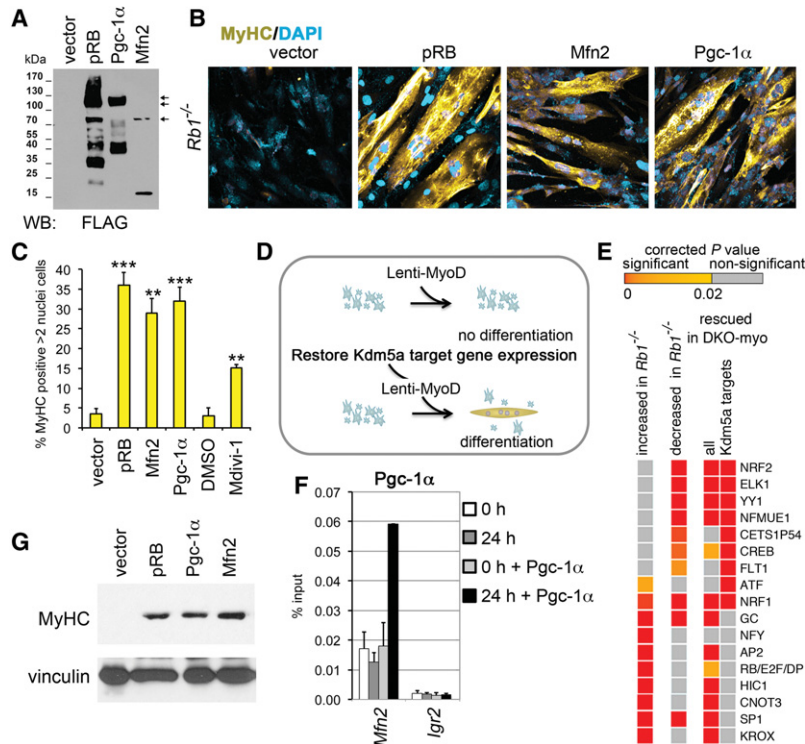 A
vector
pRB
Pgc-1α
Mfn2
kDa
170
130
100
70
55
40
35
25
15
WB: FLAG
B
MyHC/DAPI
vector
pRB
Mfn2
Pgc-1α
Rb1-/-
C
% MyHC positive >2 nuclei cells
40
35
30
25
20
15
10
5
0
***
**
***
**
vector
pRB
Mfn2
Pgc-1α
DMSO
Mdivi-1
D
Lenti-MyoD
no differentiation
Restore Kdm5a target gene expression
Lenti-MyoD
differentiation
E
corrected P value
significant non-significant
0 0.02
increased in Rb1-/-
decreased in Rb1-/-
rescued
in DKO-myo
all
Kdm5a targets
NRF2
ELK1
YY1
NFMUE1
CETS1P54
CREB
FLT1
ATF
NRF1
GC
NFY
AP2
RB/E2F/DP
HIC1
CNOT3
SP1
KROX
F
Pgc-1α
% input
0.07
0.06
0.05
0.04
0.03
0.02
0.01
0.00
0 h
24 h
0 h + Pgc-1α
24 h + Pgc-1α
Mfn2
Igr2
G
vector
pRB
Pgc-1α
Mfn2
MyHC
vinculin